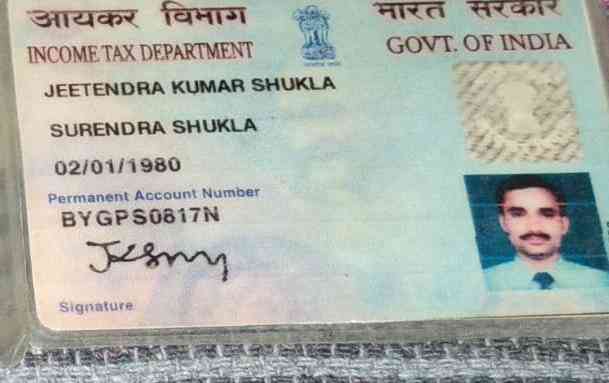 आयकर विभाग
भारत सरकार
INCOME TAX DEPARTMENT
GOVT. OF INDIA
JEETENDRA KUMAR SHUKLA
SURENDRA SHUKLA
02/01/1980
Permanent Account Number
BYGPS0817N
Signature